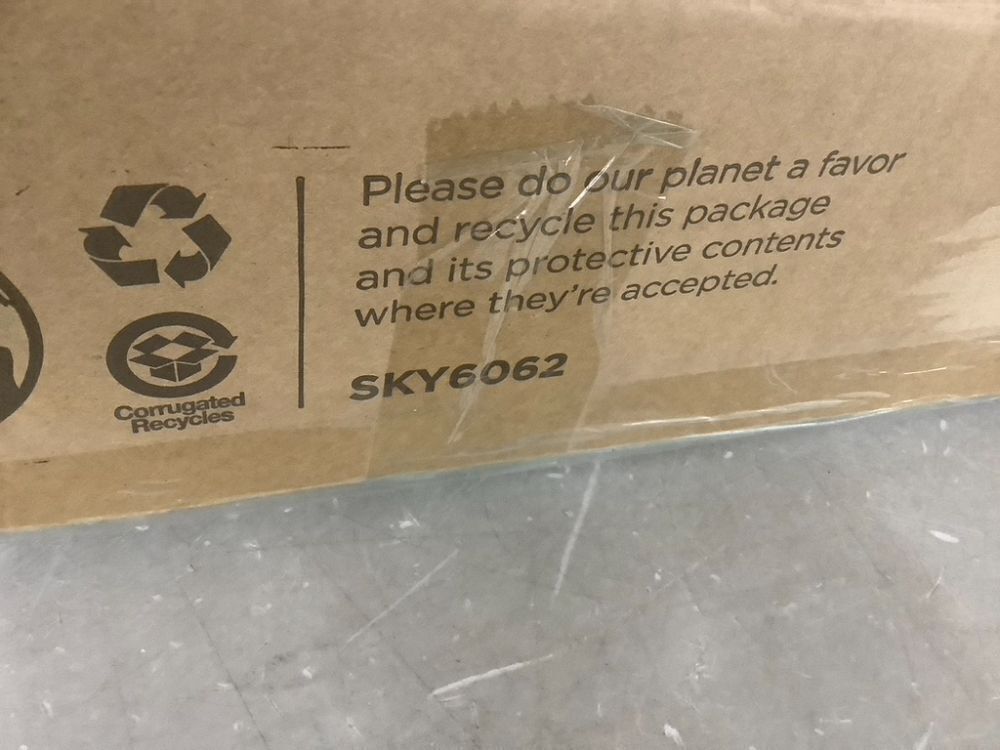 Please do our planet a favor
and recycle this package
and its protective contents
where they're accepted.
SKY6062
Corrugated
Recycles